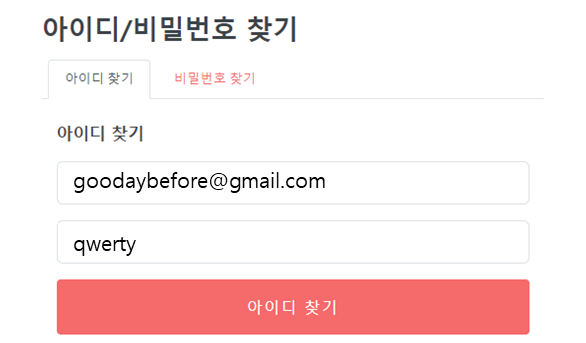 아이디/비밀번호 찾기
아이디 찾기 비밀번호 찾기
아이디 찾기
goodaybefore@gmail.com
qwerty
아이디 찾기